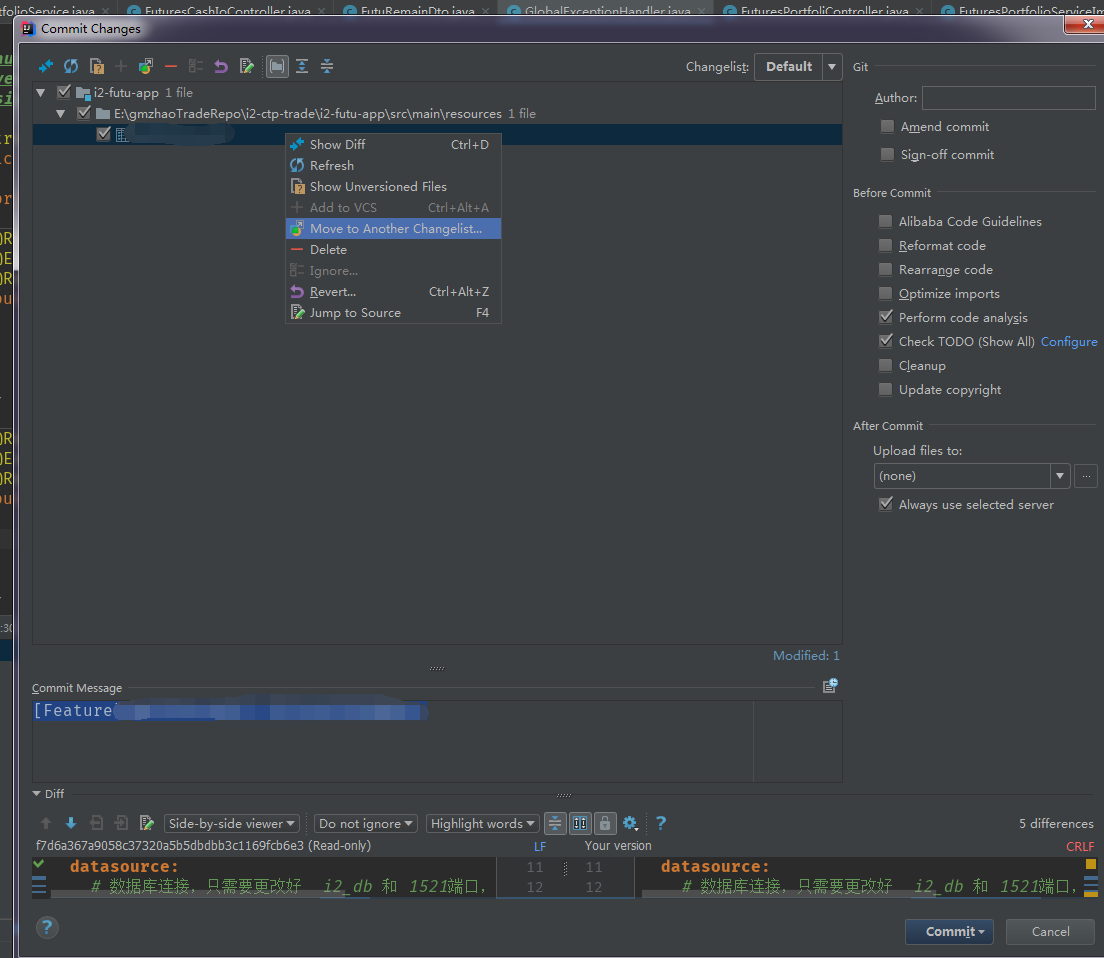 tfolioService.java × FuturesCashIoController.java × FutuRemainDto.java × GlobalExceptionHandler.java × FuturesPortfoliController.java × FuturesPortfolioServiceIm
Commit Changes
Changelist: Default
Git
i2-futu-app 1 file
E:\gmzhaoTradeRepo\i2-ctp-trade\i2-futu-app\src\main\resources 1 file
Show Diff Ctrl+D
Refresh
Show Unversioned Files
Add to VCS Ctrl+Alt+A
Move to Another Changelist...
Delete
Ignore...
Revert... Ctrl+Alt+Z
Jump to Source F4
Author:
Amend commit
Sign-off commit
Before Commit
Alibaba Code Guidelines
Reformat code
Rearrange code
Optimize imports
Perform code analysis
Check TODO (Show All) Configure
Cleanup
Update copyright
After Commit
Upload files to:
(none) ...
Always use selected server
Modified: 1
Commit Message
[Feature
Diff
Side-by-side viewer Do not ignore Highlight words ? 5 differences
f7d6a367a9058c37320a5b5dbdbb3c1169fcb6e3 (Read-only) LF Your version CRLF
datasource: 11 11 datasource:
# 数据库连接，只需要更改好 i2_db 和 1521端口， 12 12 # 数据库连接，只需要更改好 i2_db 和 1521端口，
? Commit Cancel